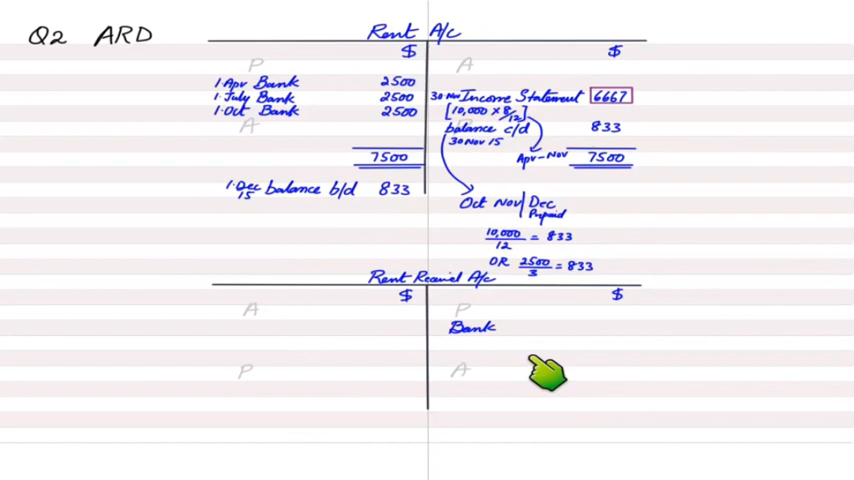 Q2 ARD
Rent A/c
$ $
P A
1 Apr Bank 2500
1 July Bank 2500 30 Nov Income Statement 6667
1 Oct Bank 2500 [10,000 × 8/12]
A balance c/d 833
30 Nov 15
7500 Apr-Nov 7500
1 Dec 15 balance b/d 833
Oct Nov | Dec
Prepaid
10,000/12 = 833
OR 2500/3 = 833
Rent Received A/c
$ $
A P
Bank
P A